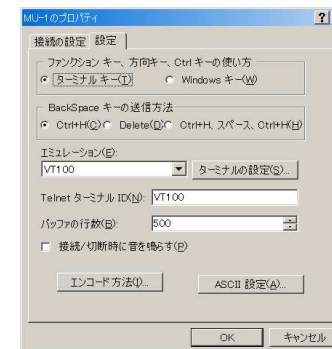 MU-1のプロパティ
接続の設定 設定
ファンクション キー、方向キー、Ctrl キーの使い方
ターミナル キー(T) Windows キー(W)
BackSpace キーの送信方法
Ctrl+H(C) Delete(D) Ctrl+H、スペース、Ctrl+H(H)
エミュレーション(E):
VT100 ターミナルの設定(S)...
Telnet ターミナル ID(N): VT100
バッファの行数(B): 500
接続/切断時に音を鳴らす(P)
エンコード方法(I)... ASCII 設定(A)...
OK キャンセル